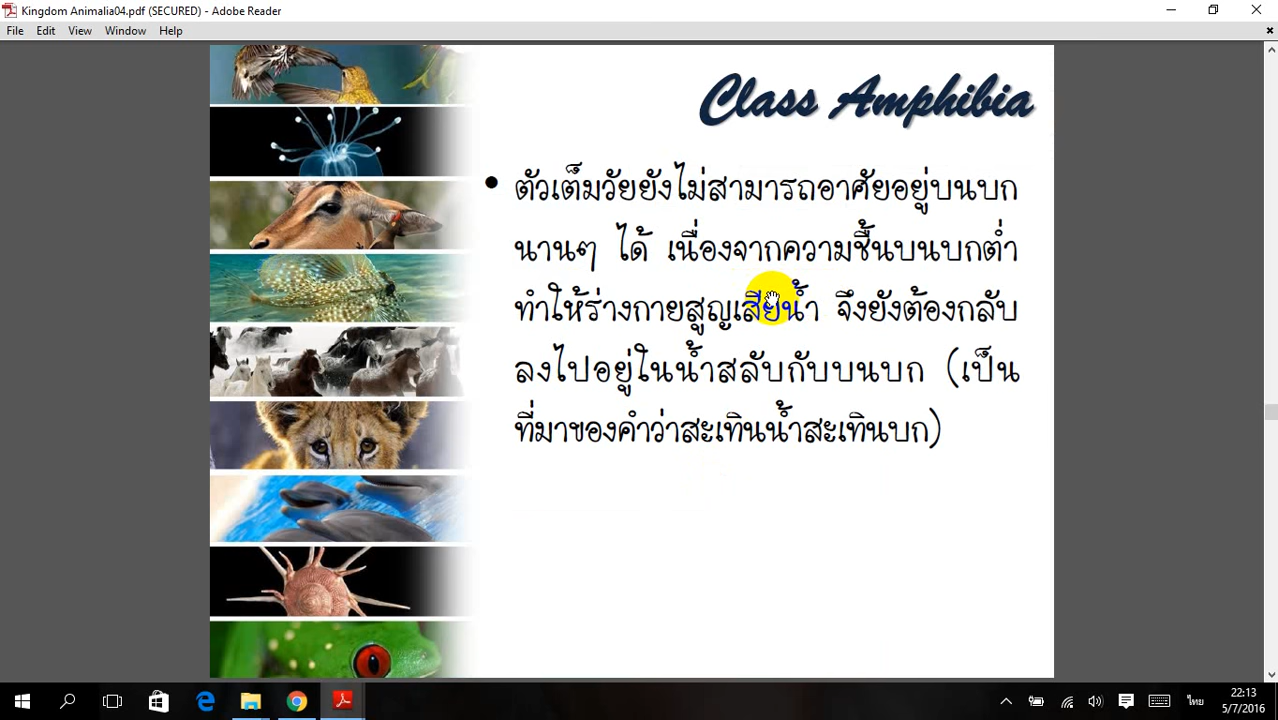 Kingdom Animalia04.pdf (SECURED) - Adobe Reader
File Edit View Window Help
Class Amphibia
• ตัวเต็มวัยยังไม่สามารถอาศัยอยู่บนบก
นานๆ ได้ เนื่องจากความชื้นบนบกต่ำ
ทำให้ร่างกายสูญเสียน้ำ จึงยังต้องกลับ
ลงไปอยู่ในน้ำสลับกับบนบก (เป็น
ที่มาของคำว่าสะเทินน้ำสะเทินบก)
ไทย
22:13
5/7/2016